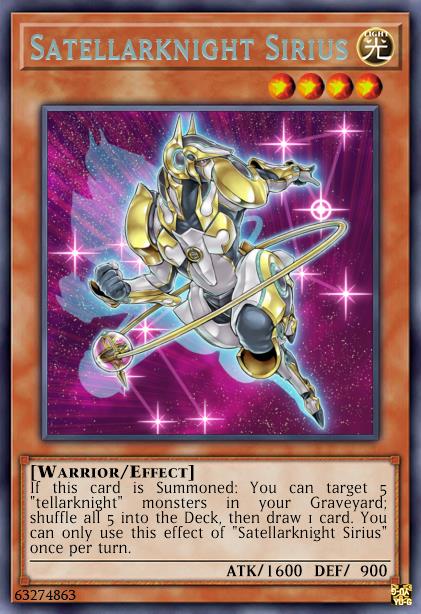 SATELLARKNIGHT SIRIUS
LIGHT
光
[WARRIOR/EFFECT]
If this card is Summoned: You can target 5
"tellarknight" monsters in your Graveyard;
shuffle all 5 into the Deck, then draw 1 card. You
can only use this effect of "Satellarknight Sirius"
once per turn.
ATK/1600 DEF/ 900
63274863